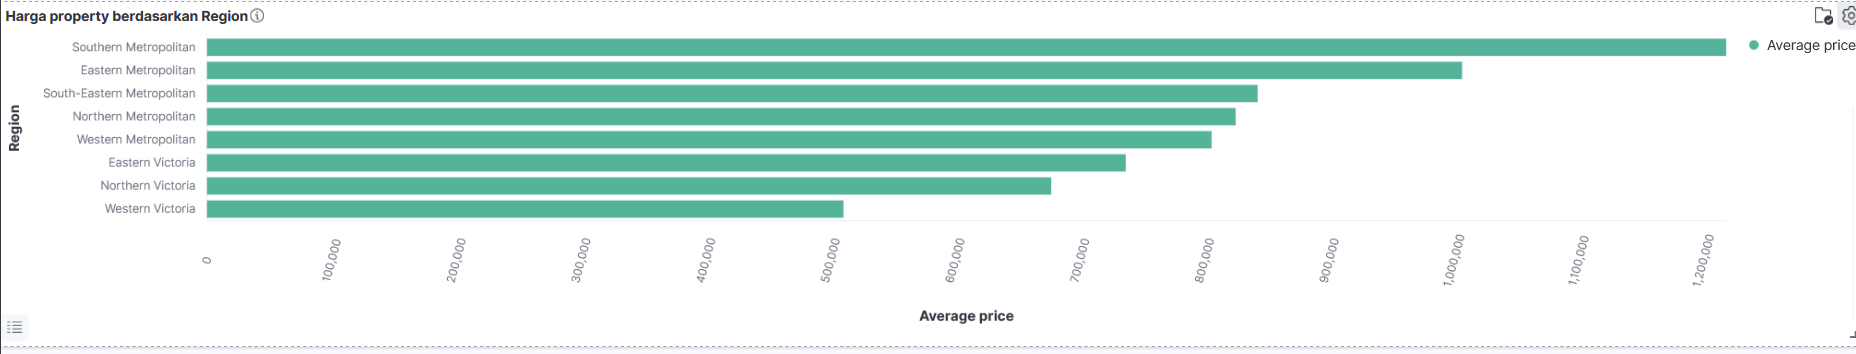 Harga property berdasarkan Region
Average price
Region
Southern Metropolitan
Eastern Metropolitan
South-Eastern Metropolitan
Northern Metropolitan
Western Metropolitan
Eastern Victoria
Northern Victoria
Western Victoria
0
100,000
200,000
300,000
400,000
500,000
600,000
700,000
800,000
900,000
1,000,000
1,100,000
1,200,000
Average price